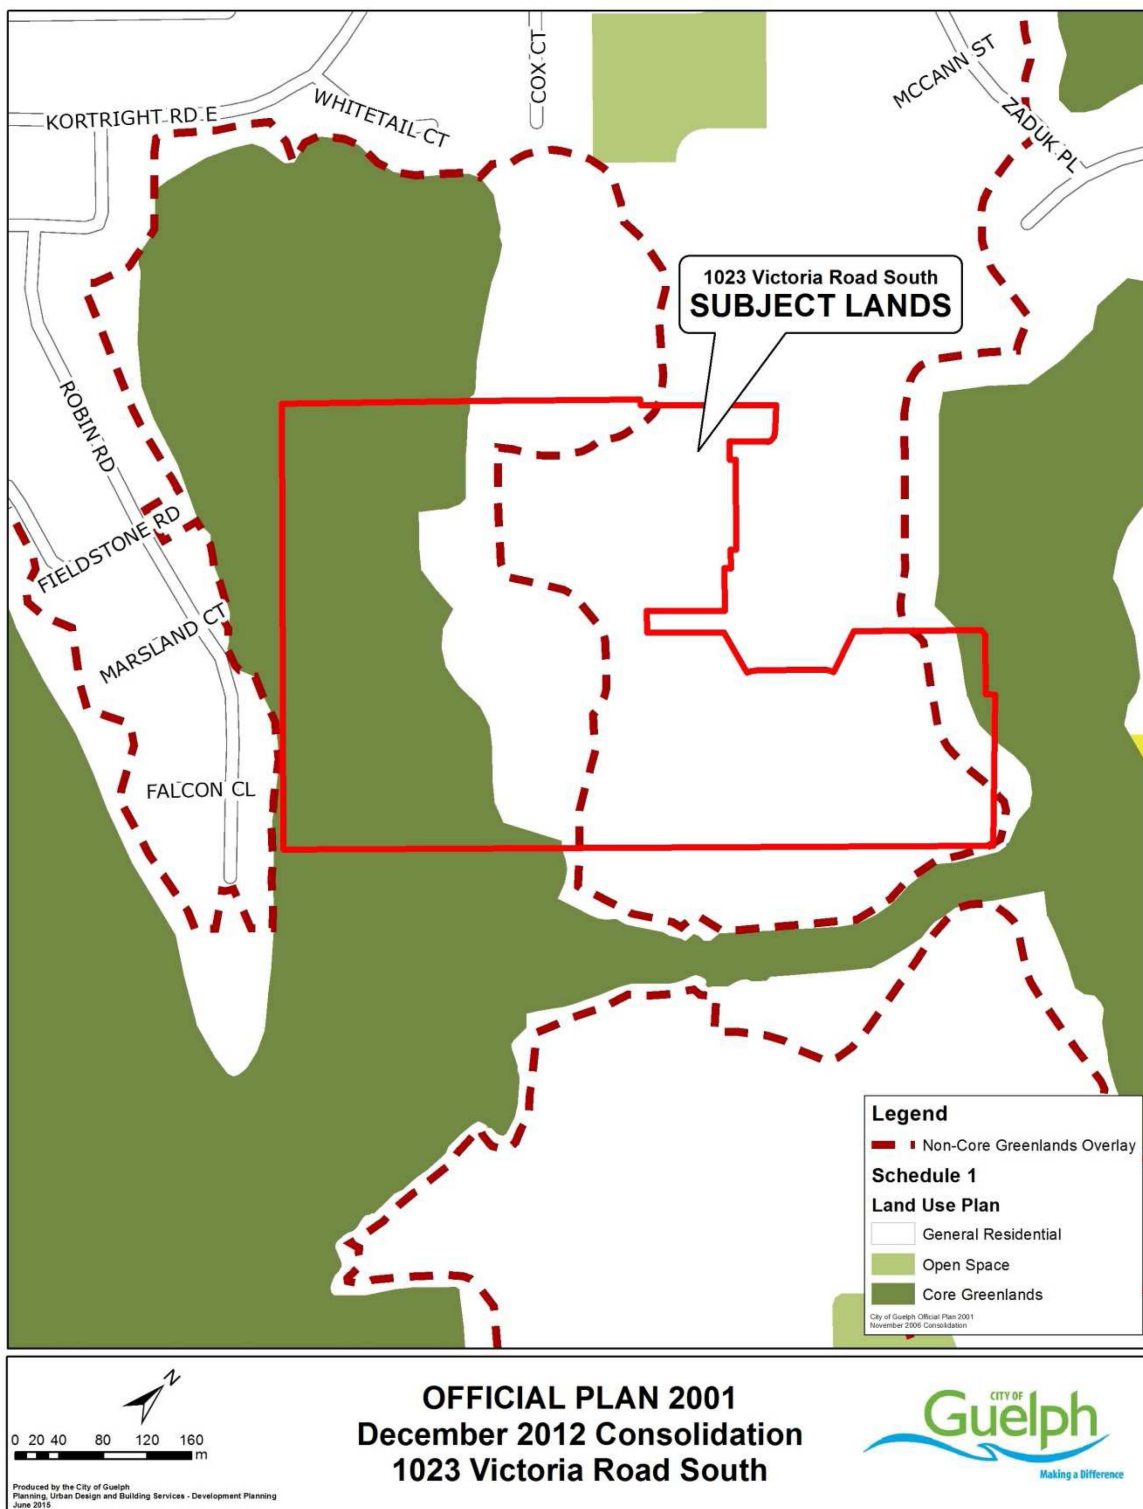 KORTRIGHT RD E
WHITETAIL CT
COX CT
MCCANN ST
ZADUK PL
1023 Victoria Road South
SUBJECT LANDS
ROBIN RD
FIELDSTONE RD
MARSLAND CT
FALCON CL
Legend
Non-Core Greenlands Overlay
Schedule 1
Land Use Plan
General Residential
Open Space
Core Greenlands
City of Guelph Official Plan 2001
November 2006 Consolidation
N
0 20 40 80 120 160
m
Produced by the City of Guelph
Planning, Urban Design and Building Services - Development Planning
June 2015
OFFICIAL PLAN 2001
December 2012 Consolidation
1023 Victoria Road South
CITY OF
Guelph
Making a Difference